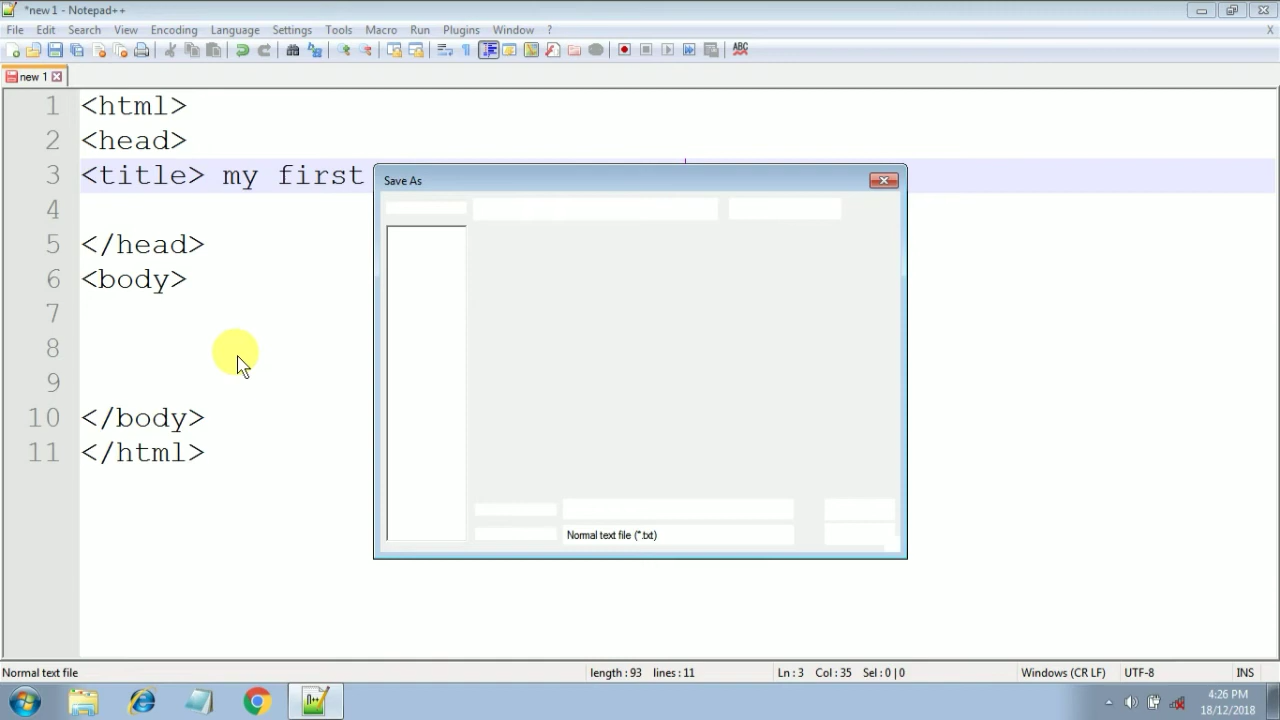 *new 1 - Notepad++
File Edit Search View Encoding Language Settings Tools Macro Run Plugins Window ? X
ABC
new 1
1 <html>
2 <head>
3 <title> my first
4
5 </head>
6 <body>
7
8
9
10 </body>
11 </html>
Save As
Normal text file (*.txt)
Normal text file length : 93 lines : 11 Ln : 3 Col : 35 Sel : 0 | 0 Windows (CR LF) UTF-8 INS
4:26 PM
18/12/2018